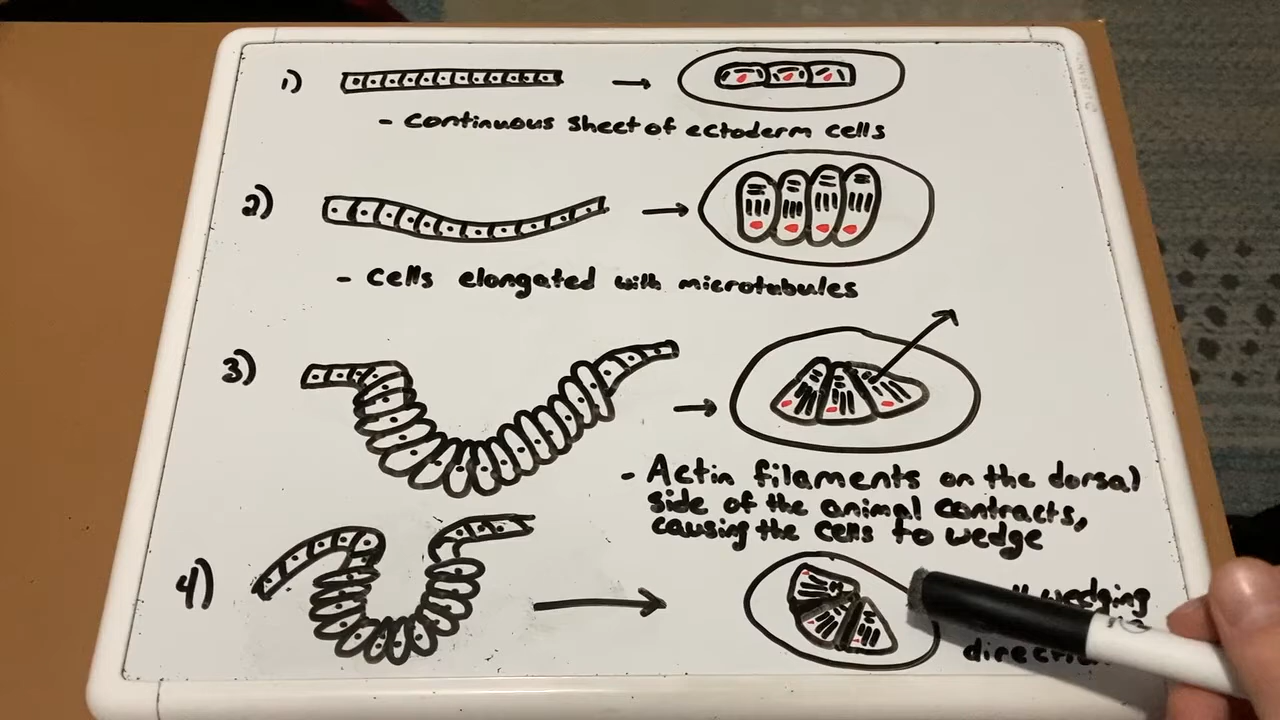 1)
- continuous sheet of ectoderm cells
2)
- cells elongated with microtubules
3)
- Actin filaments on the dorsal
side of the animal contracts,
causing the cells to wedge
4)
wedging